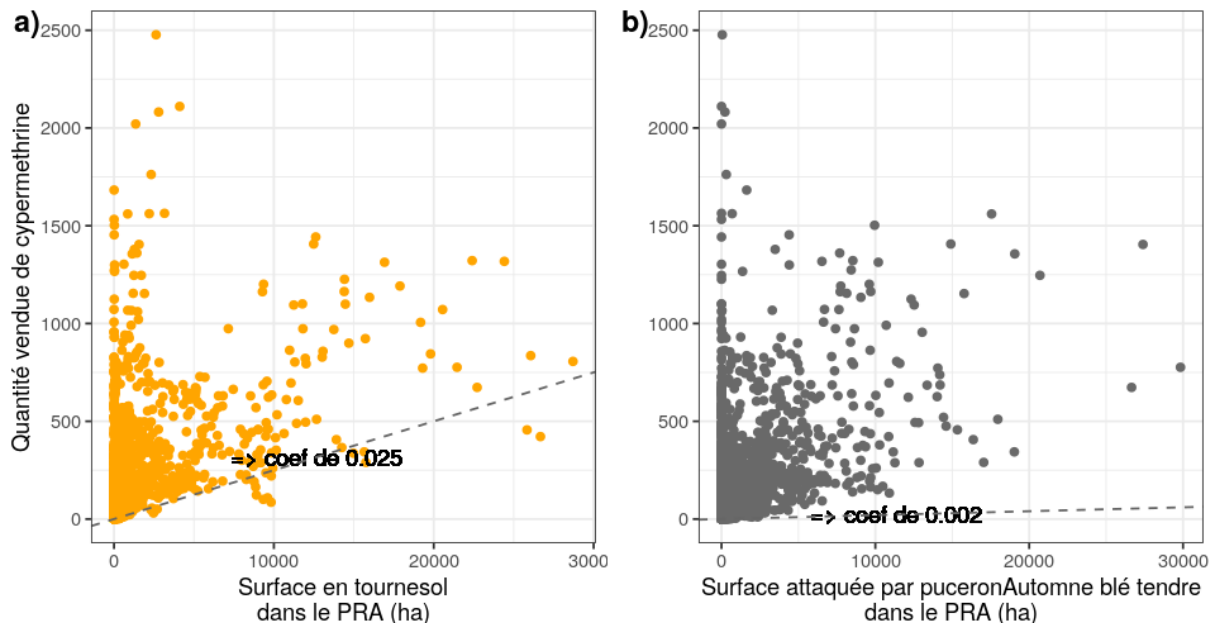 a)
b)
Quantité vendue de cypermethrine
2500
2000
1500
1000
500
0
=> coef de 0.025
0
10000
20000
30000
Surface en tournesol
dans le PRA (ha)
2500
2000
1500
1000
500
0
=> coef de 0.002
0
10000
20000
30000
Surface attaquée par puceronAutomne blé tendre
dans le PRA (ha)